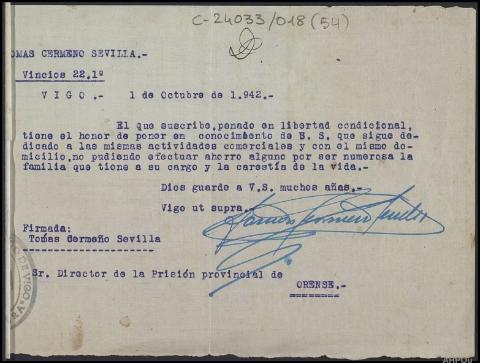 C-24033/018 (54)
TOMAS CERMEÑO SEVILLA.-
Vincios 22,1º
V I G O .-    1 de Octubre de 1.942.-
El que suscribe,penado en libertad condicional,
tiene el honor de poner en conocimiento de B. S. que sigue de-
dicado a las mismas actividades comerciales y con el mismo do-
micilio,no pudiendo efectuar ahorro alguno por ser numerosa la
familia que tiene a su cargo y la carestía de la vida.-
Dios guarde a V.S. muchos años.-
Vigo ut supra.-
Firmada:
Tomás Cermeño Sevilla
Sr. Director de la Prisión provincial de
ORENSE.-